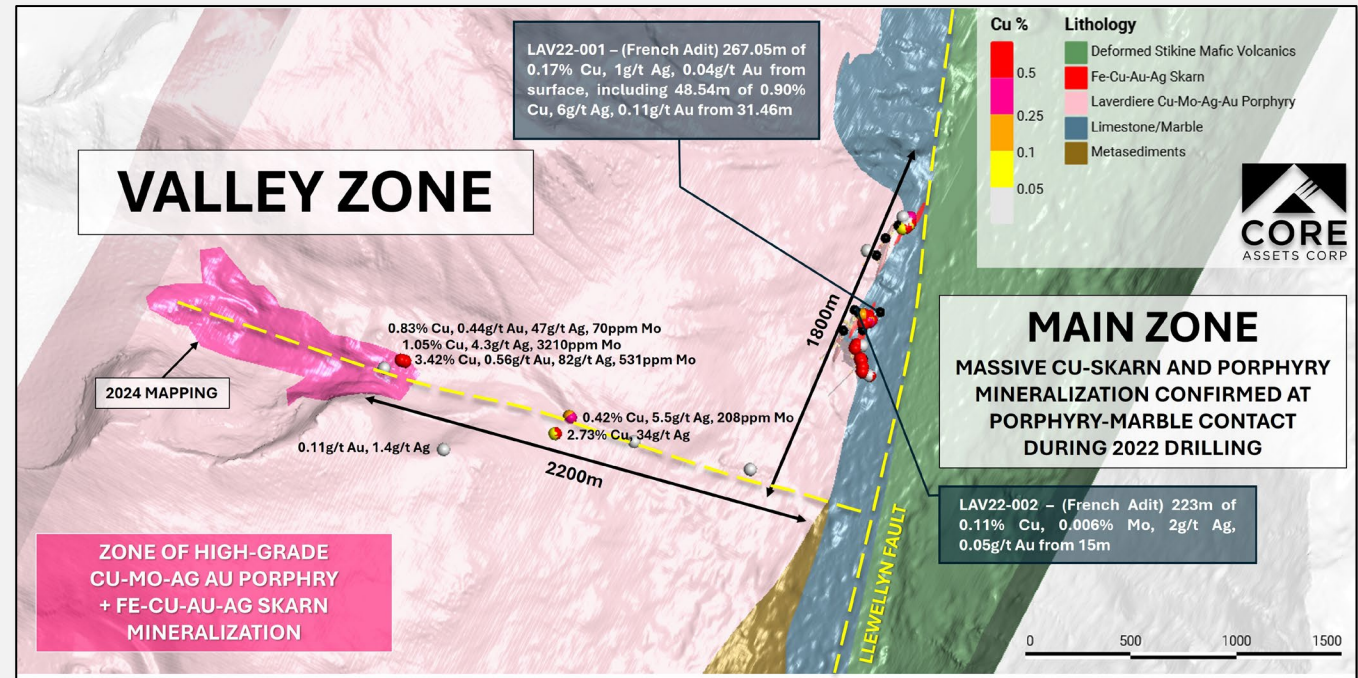 LAV22-001 – (French Adit) 267.05m of
0.17% Cu, 1g/t Ag, 0.04g/t Au from
surface, including 48.54m of 0.90%
Cu, 6g/t Ag, 0.11g/t Au from 31.46m
Cu %
0.5
0.25
0.1
0.05
Lithology
Deformed Stikine Mafic Volcanics
Fe-Cu-Au-Ag Skarn
Laverdiere Cu-Mo-Ag-Au Porphyry
Limestone/Marble
Metasediments
CORE
ASSETS CORP
VALLEY ZONE
0.83% Cu, 0.44g/t Au, 47g/t Ag, 70ppm Mo
1.05% Cu, 4.3g/t Ag, 3210ppm Mo
3.42% Cu, 0.56g/t Au, 82g/t Ag, 531ppm Mo
2024 MAPPING
0.42% Cu, 5.5g/t Ag, 208ppm Mo
2.73% Cu, 34g/t Ag
0.11g/t Au, 1.4g/t Ag
2200m
1800m
MAIN ZONE
MASSIVE CU-SKARN AND PORPHYRY
MINERALIZATION CONFIRMED AT
PORPHYRY-MARBLE CONTACT
DURING 2022 DRILLING
LAV22-002 – (French Adit) 223m of
0.11% Cu, 0.006% Mo, 2g/t Ag,
0.05g/t Au from 15m
LLEWELLYN FAULT
ZONE OF HIGH-GRADE
CU-MO-AG AU PORPHRY
+ FE-CU-AU-AG SKARN
MINERALIZATION
0 500 1000 1500